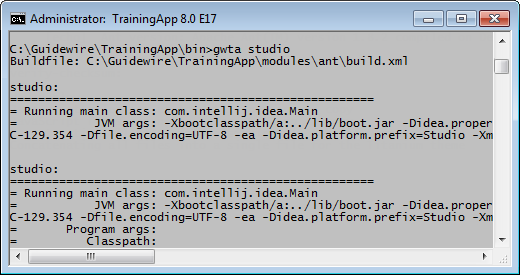 Administrator: TrainingApp 8.0 E17
C:\Guidewire\TrainingApp\bin>gwta studio
Buildfile: C:\Guidewire\TrainingApp\modules\ant\build.xml
studio:
====================================================
= Running main class: com.intellij.idea.Main
=           JVM args: -Xbootclasspath/a:../lib/boot.jar -Didea.proper
C-129.354 -Dfile.encoding=UTF-8 -ea -Didea.platform.prefix=Studio -Xm
studio:
====================================================
= Running main class: com.intellij.idea.Main
=           JVM args: -Xbootclasspath/a:../lib/boot.jar -Didea.proper
C-129.354 -Dfile.encoding=UTF-8 -ea -Didea.platform.prefix=Studio -Xm
=       Program args:
=          Classpath: